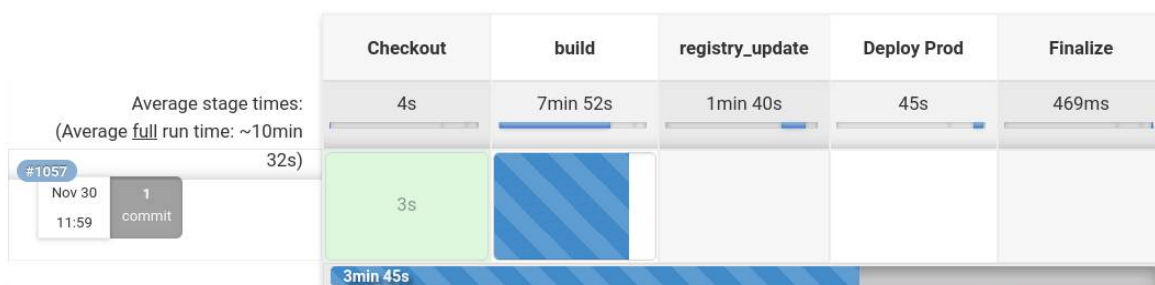 Checkout build registry_update Deploy Prod Finalize
Average stage times: 4s 7min 52s 1min 40s 45s 469ms
(Average full run time: ~10min
32s)
#1057
Nov 30 1
11:59 commit
3s
3min 45s